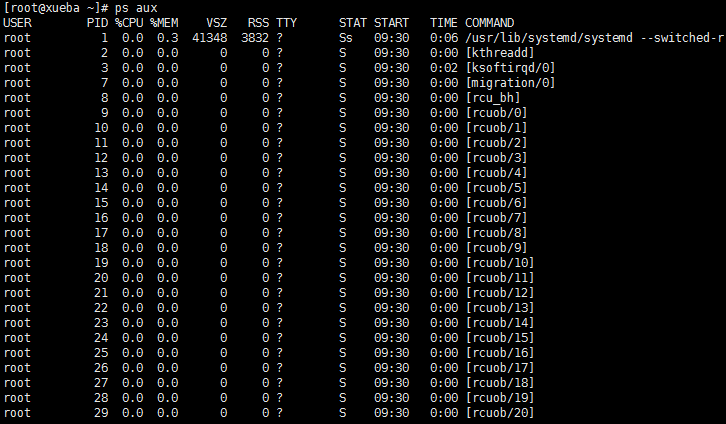 [root@xueba ~]# ps aux
USER       PID %CPU %MEM    VSZ   RSS TTY      STAT START   TIME COMMAND
root         1  0.0  0.3  41348  3832 ?        Ss   09:30   0:06 /usr/lib/systemd/systemd --switched-r
root         2  0.0  0.0      0     0 ?        S    09:30   0:00 [kthreadd]
root         3  0.0  0.0      0     0 ?        S    09:30   0:02 [ksoftirqd/0]
root         7  0.0  0.0      0     0 ?        S    09:30   0:00 [migration/0]
root         8  0.0  0.0      0     0 ?        S    09:30   0:00 [rcu_bh]
root         9  0.0  0.0      0     0 ?        S    09:30   0:00 [rcuob/0]
root        10  0.0  0.0      0     0 ?        S    09:30   0:00 [rcuob/1]
root        11  0.0  0.0      0     0 ?        S    09:30   0:00 [rcuob/2]
root        12  0.0  0.0      0     0 ?        S    09:30   0:00 [rcuob/3]
root        13  0.0  0.0      0     0 ?        S    09:30   0:00 [rcuob/4]
root        14  0.0  0.0      0     0 ?        S    09:30   0:00 [rcuob/5]
root        15  0.0  0.0      0     0 ?        S    09:30   0:00 [rcuob/6]
root        16  0.0  0.0      0     0 ?        S    09:30   0:00 [rcuob/7]
root        17  0.0  0.0      0     0 ?        S    09:30   0:00 [rcuob/8]
root        18  0.0  0.0      0     0 ?        S    09:30   0:00 [rcuob/9]
root        19  0.0  0.0      0     0 ?        S    09:30   0:00 [rcuob/10]
root        20  0.0  0.0      0     0 ?        S    09:30   0:00 [rcuob/11]
root        21  0.0  0.0      0     0 ?        S    09:30   0:00 [rcuob/12]
root        22  0.0  0.0      0     0 ?        S    09:30   0:00 [rcuob/13]
root        23  0.0  0.0      0     0 ?        S    09:30   0:00 [rcuob/14]
root        24  0.0  0.0      0     0 ?        S    09:30   0:00 [rcuob/15]
root        25  0.0  0.0      0     0 ?        S    09:30   0:00 [rcuob/16]
root        26  0.0  0.0      0     0 ?        S    09:30   0:00 [rcuob/17]
root        27  0.0  0.0      0     0 ?        S    09:30   0:00 [rcuob/18]
root        28  0.0  0.0      0     0 ?        S    09:30   0:00 [rcuob/19]
root        29  0.0  0.0      0     0 ?        S    09:30   0:00 [rcuob/20]